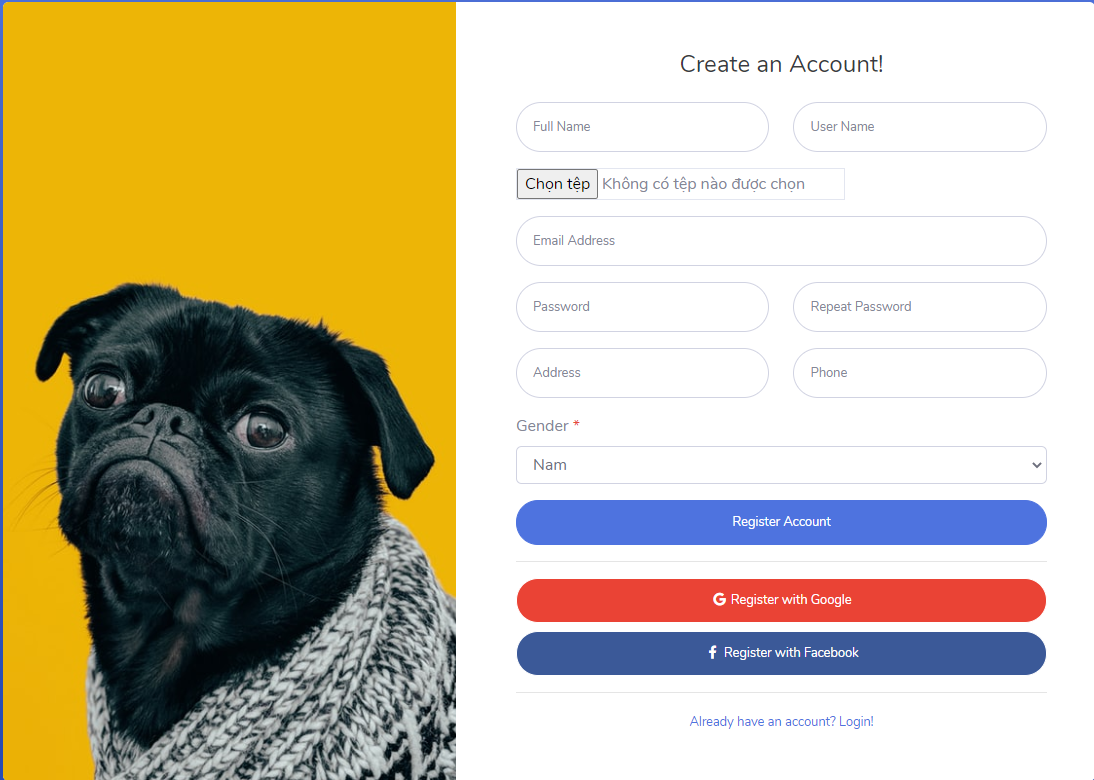 Create an Account!
Full Name
User Name
Chọn tệp Không có tệp nào được chọn
Email Address
Password
Repeat Password
Address
Phone
Gender *
Nam
Register Account
Register with Google
Register with Facebook
Already have an account? Login!